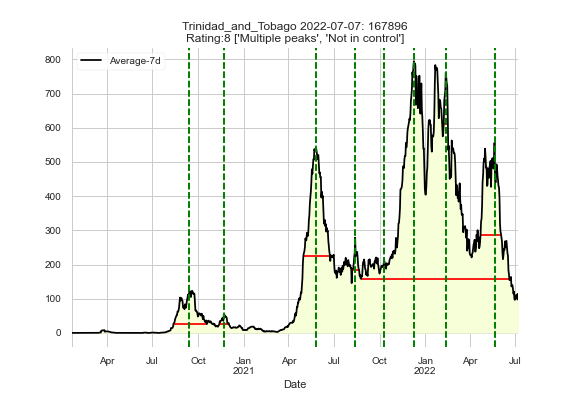 Trinidad_and_Tobago 2022-07-07: 167896
Rating:8 ['Multiple peaks', 'Not in control']
Average-7d
800
700
600
500
400
300
200
100
0
Apr Jul Oct Jan Apr Jul Oct Jan Apr Jul
2021 2022
Date